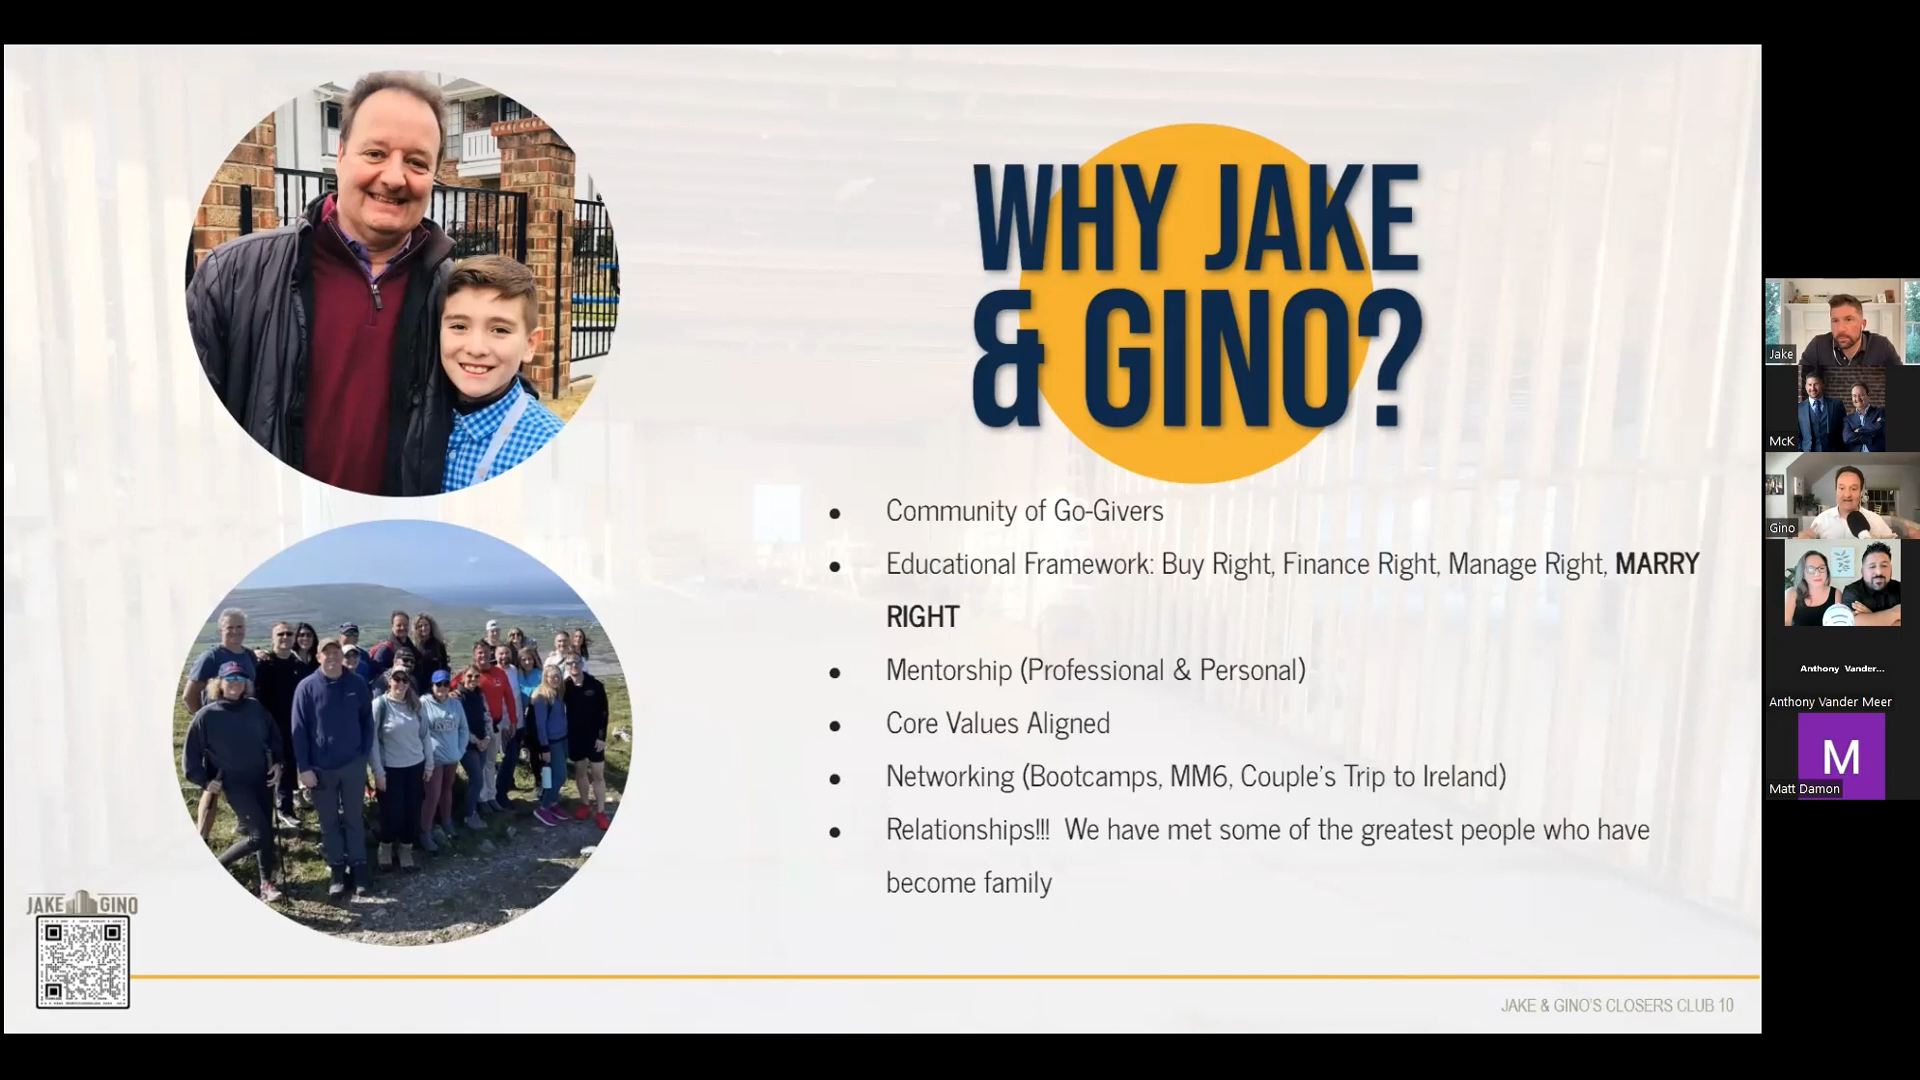 WHY JAKE
& GINO?
● Community of Go-Givers
● Educational Framework: Buy Right, Finance Right, Manage Right, MARRY
RIGHT
● Mentorship (Professional & Personal)
● Core Values Aligned
● Networking (Bootcamps, MM6, Couple's Trip to Ireland)
● Relationships!!! We have met some of the greatest people who have
become family
JAKE GINO
JAKE & GINO'S CLOSERS CLUB 10
Jake
McK
Gino
Anthony Vander...
Anthony Vander Meer
M
Matt Damon